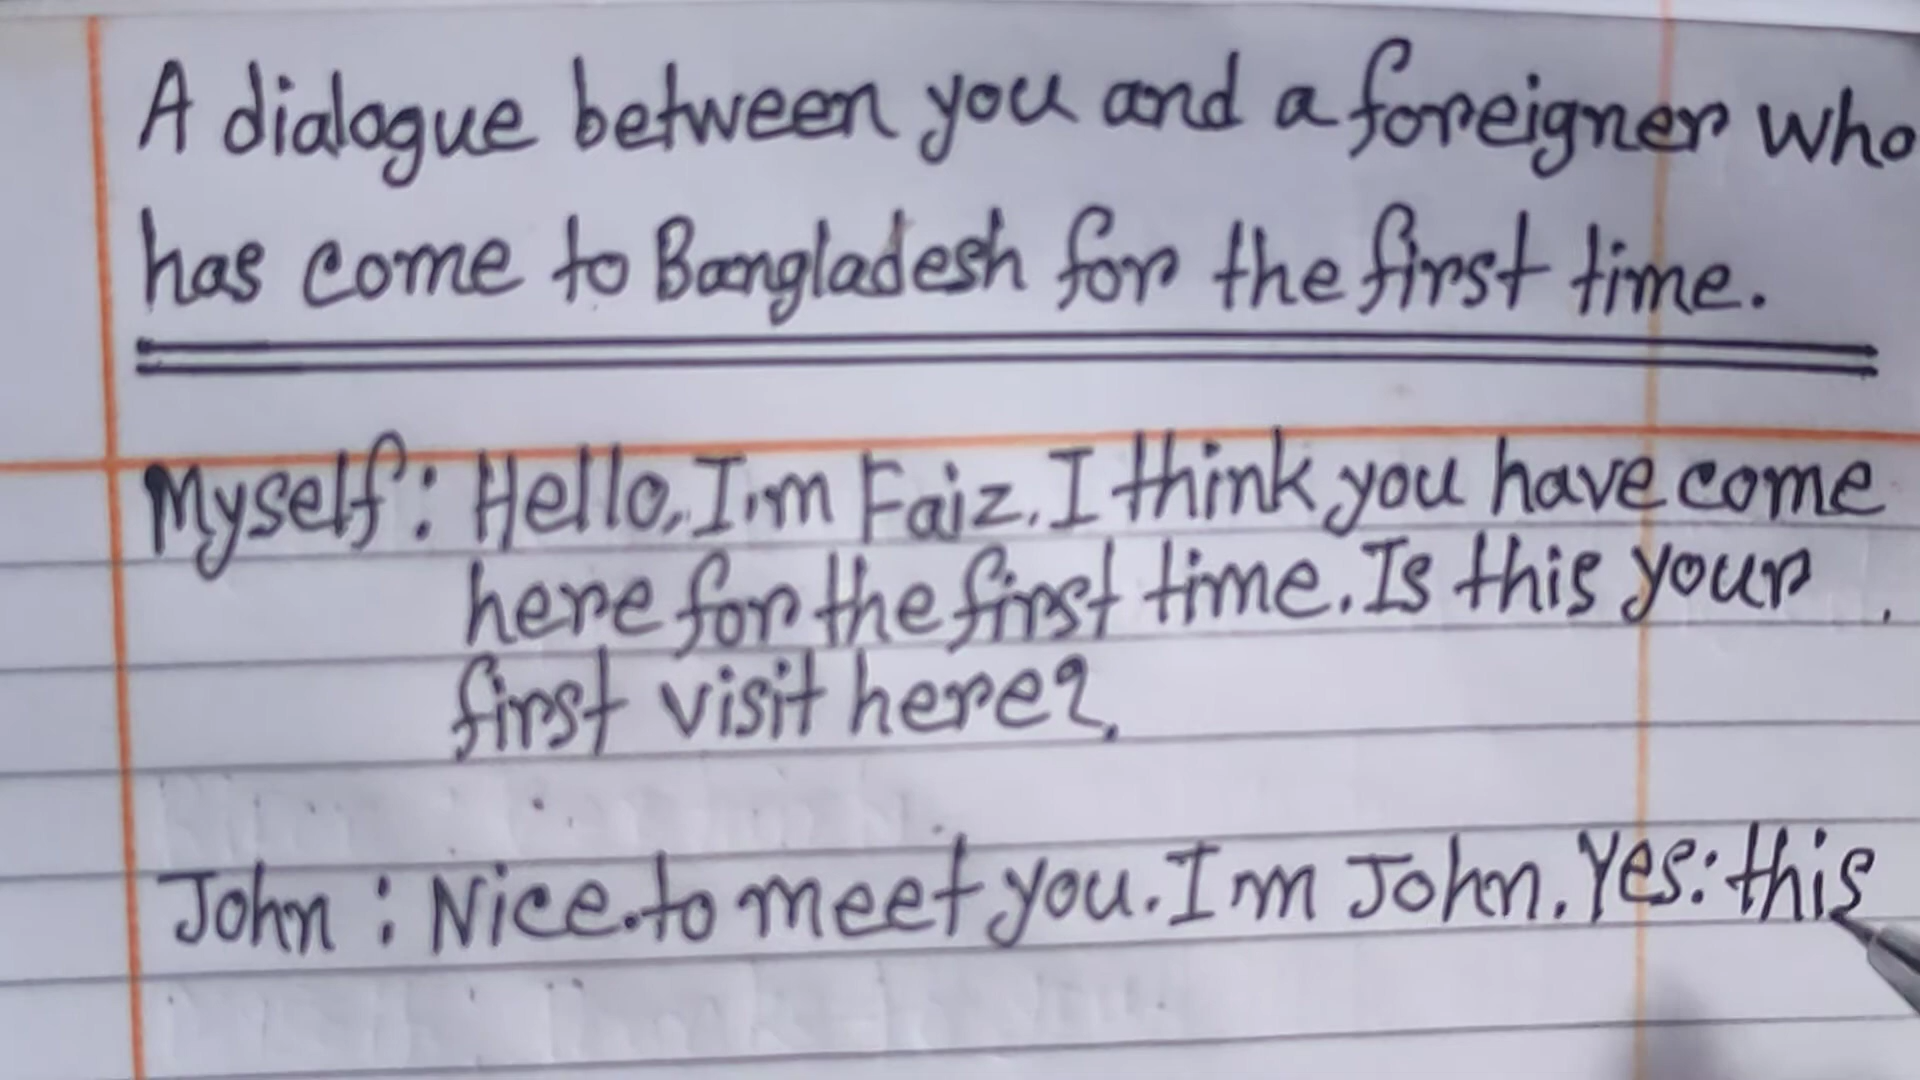 A dialogue between you and a foreigner who
has come to Bangladesh for the first time.
Myself: Hello, I'm Faiz. I think you have come
here for the first time. Is this your
first visit here?
John : Nice to meet you. Im John. Yes: this